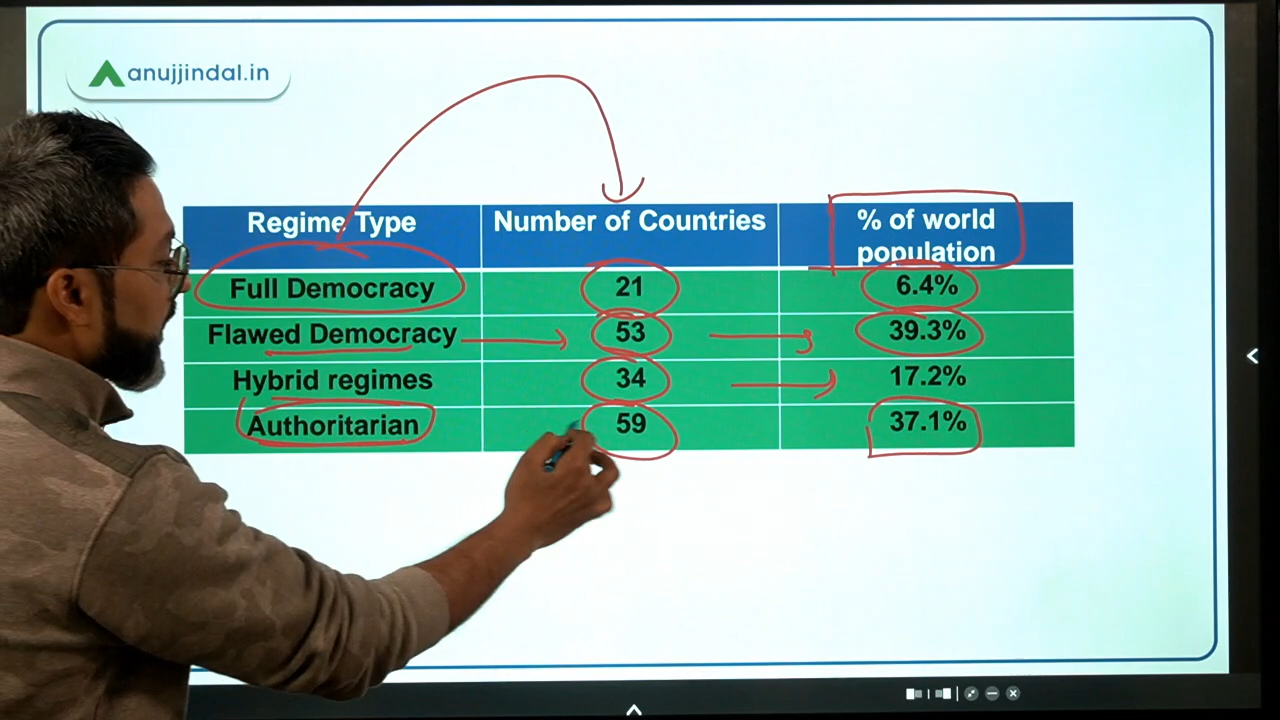 anujjindal.in
Regime Type Number of Countries % of world
population
Full Democracy 21 6.4%
Flawed Democracy 53 39.3%
Hybrid regimes 34 17.2%
Authoritarian 59 37.1%